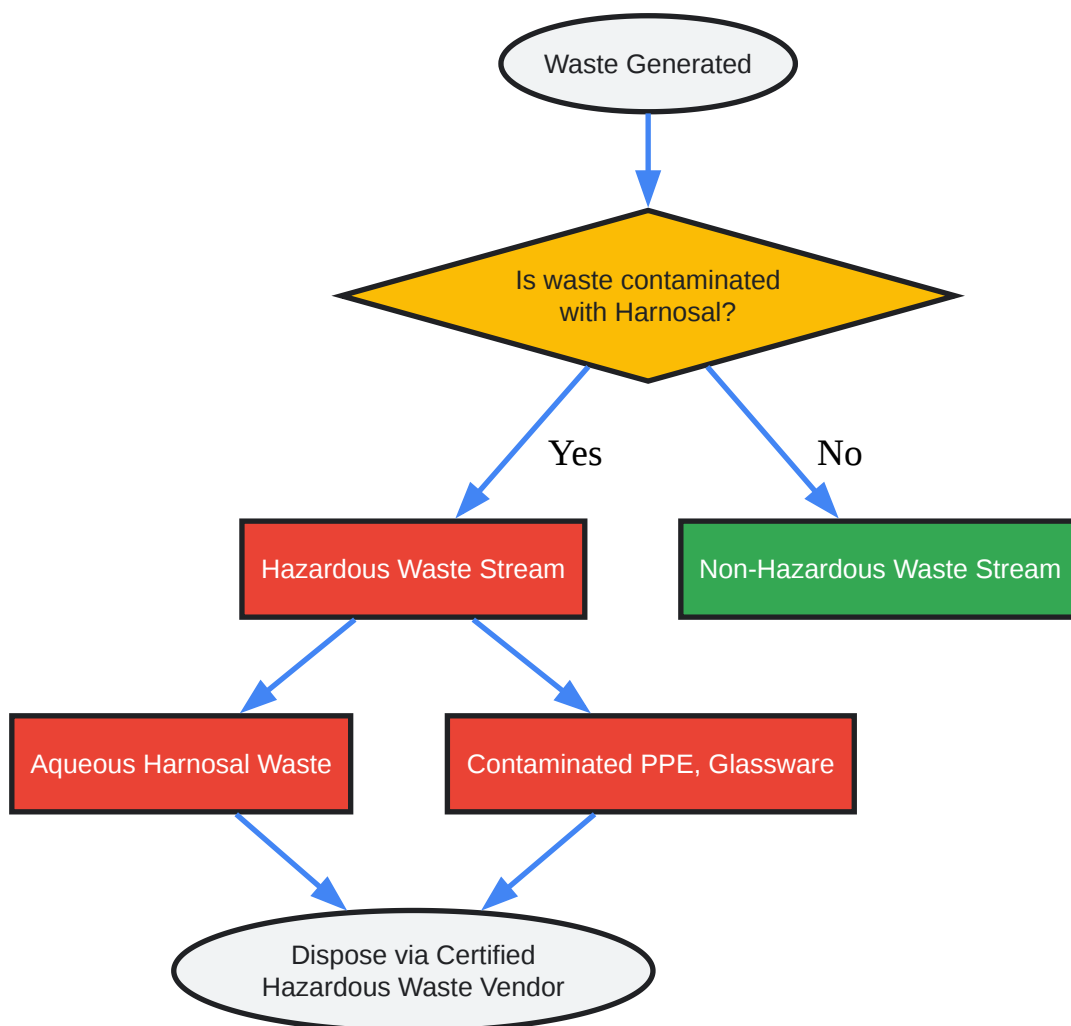 Waste Generated
Is waste contaminated
with Harnosal?
Yes
No
Hazardous Waste Stream
Non-Hazardous Waste Stream
Aqueous Harnosal Waste
Contaminated PPE, Glassware
Dispose via Certified
Hazardous Waste Vendor